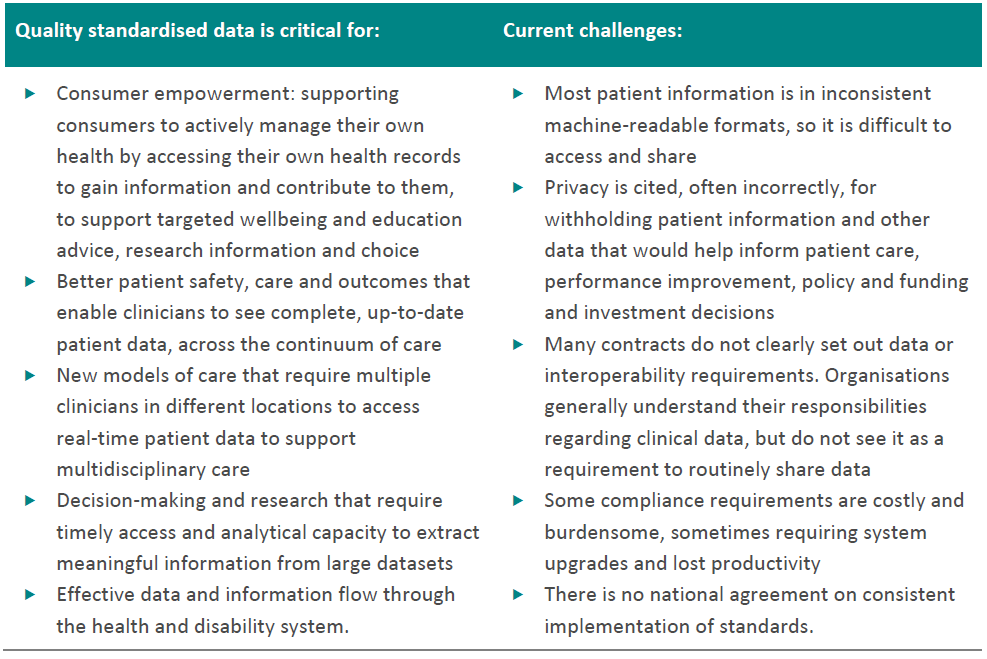 Quality standardised data is critical for:
Consumer empowerment: supporting
consumers to actively manage their own
health by accessing their own health records
to gain information and contribute to them,
to support targeted wellbeing and education
advice, research information and choice
Better patient safety, care and outcomes that
enable clinicians to see complete, up-to-date
patient data, across the continuum of care
New models of care that require multiple
clinicians in different locations to access
real-time patient data to support
multidisciplinary care
Decision-making and research that require
timely access and analytical capacity to extract
meaningful information from large datasets
Effective data and information flow through
the health and disability system.
Current challenges:
Most patient information is in inconsistent
machine-readable formats, so it is difficult to
access and share
Privacy is cited, often incorrectly, for
withholding patient information and other
data that would help inform patient care,
performance improvement, policy and funding
and investment decisions
Many contracts do not clearly set out data or
interoperability requirements. Organisations
generally understand their responsibilities
regarding clinical data, but do not see it as a
requirement to routinely share data
Some compliance requirements are costly and
burdensome, sometimes requiring system
upgrades and lost productivity
There is no national agreement on consistent
implementation of standards.